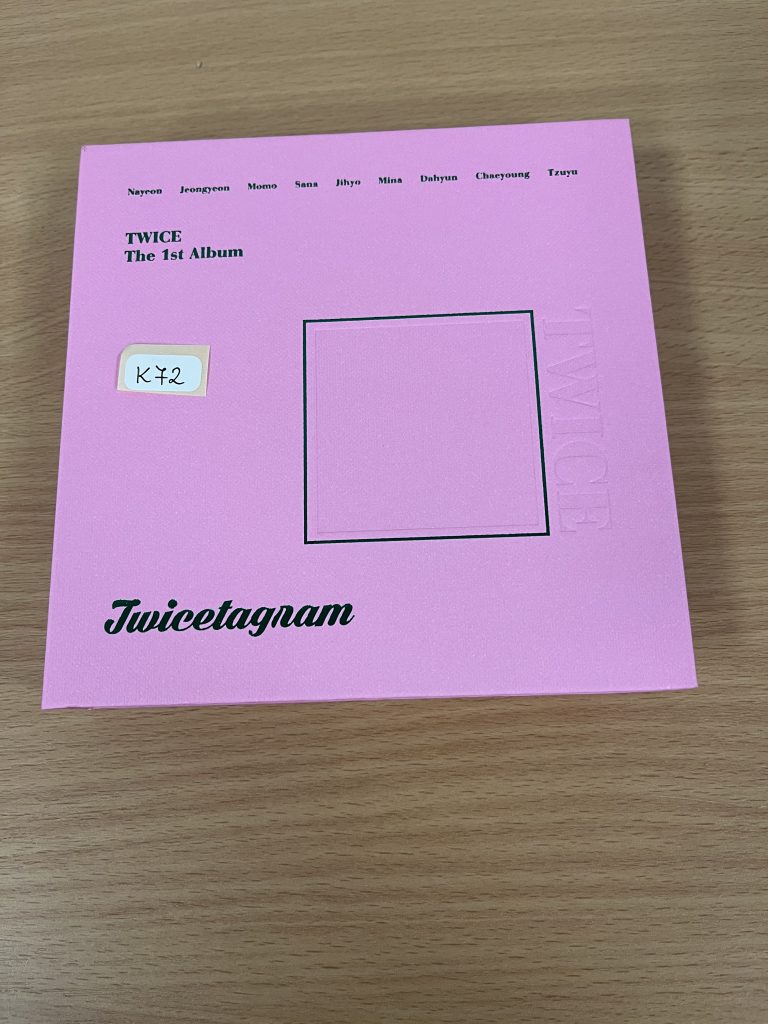 Nayeon Jeongyeon Momo Sana Jihyo Mina Dahyun Chaeyoung Tzuyu
TWICE
The 1st Album
K72
TWICE
Twicetagram